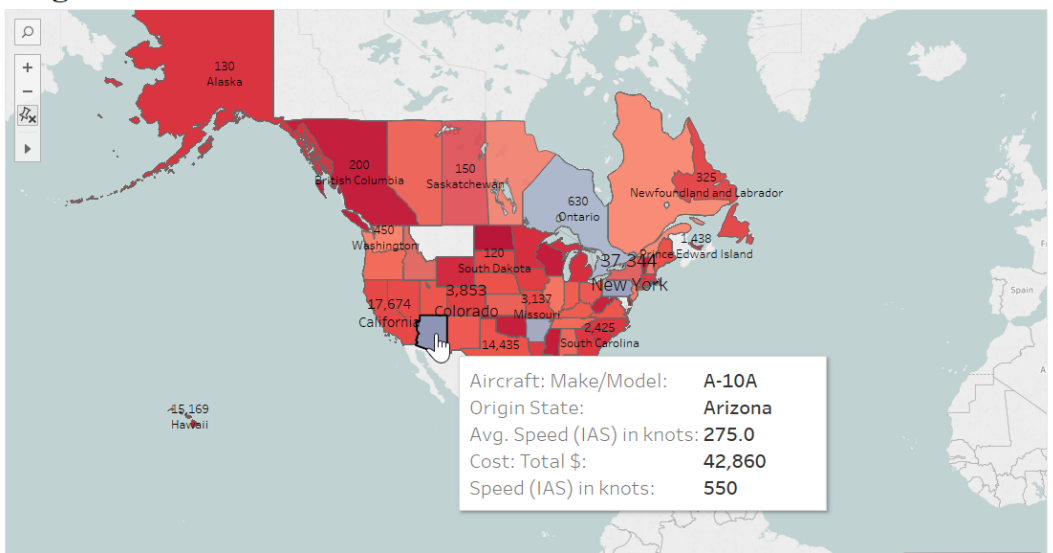 130
Alaska
200
British Columbia
150
Saskatchewan
630
Ontario
325
Newfoundland and Labrador
450
Washington
120
South Dakota
1,438
Prince Edward Island
37,344
New York
3,853
Colorado
3,137
Missouri
17,674
California
2,425
South Carolina
14,435
15,169
Hawaii
Spain
Aircraft: Make/Model: A-10A
Origin State: Arizona
Avg. Speed (IAS) in knots: 275.0
Cost: Total $: 42,860
Speed (IAS) in knots: 550